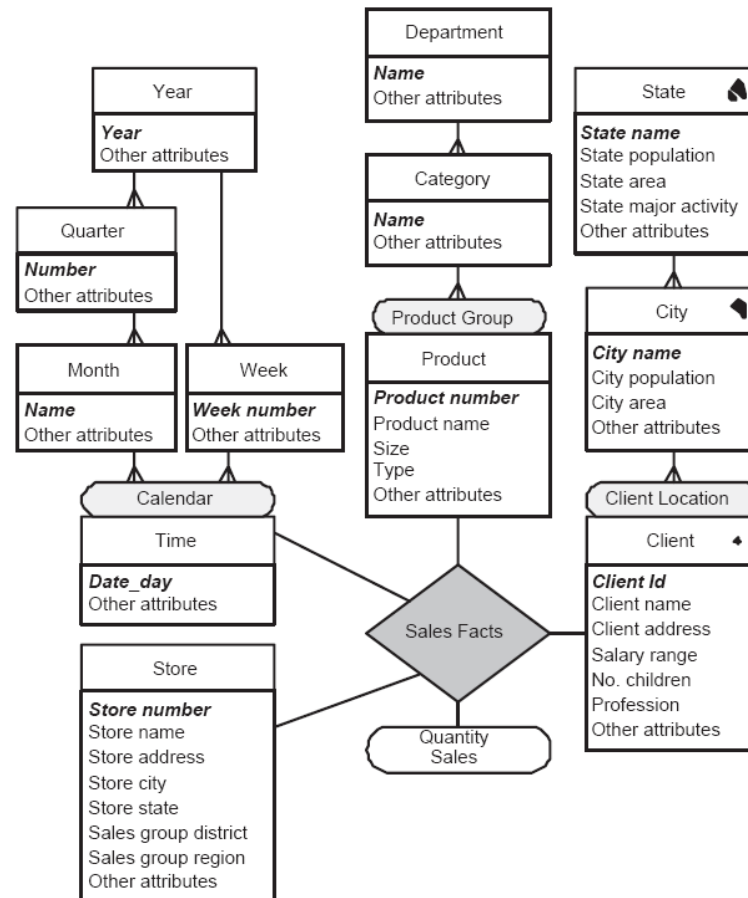 Department
Name
Other attributes
Year
Year
Other attributes
State
State name
State population
State area
State major activity
Other attributes
Category
Name
Other attributes
Quarter
Number
Other attributes
City
City name
City population
City area
Other attributes
Product Group
Product
Product number
Product name
Size
Type
Other attributes
Month
Name
Other attributes
Week
Week number
Other attributes
Calendar
Time
Date_day
Other attributes
Client Location
Client
Client Id
Client name
Client address
Salary range
No. children
Profession
Other attributes
Sales Facts
Quantity
Sales
Store
Store number
Store name
Store address
Store city
Store state
Sales group district
Sales group region
Other attributes